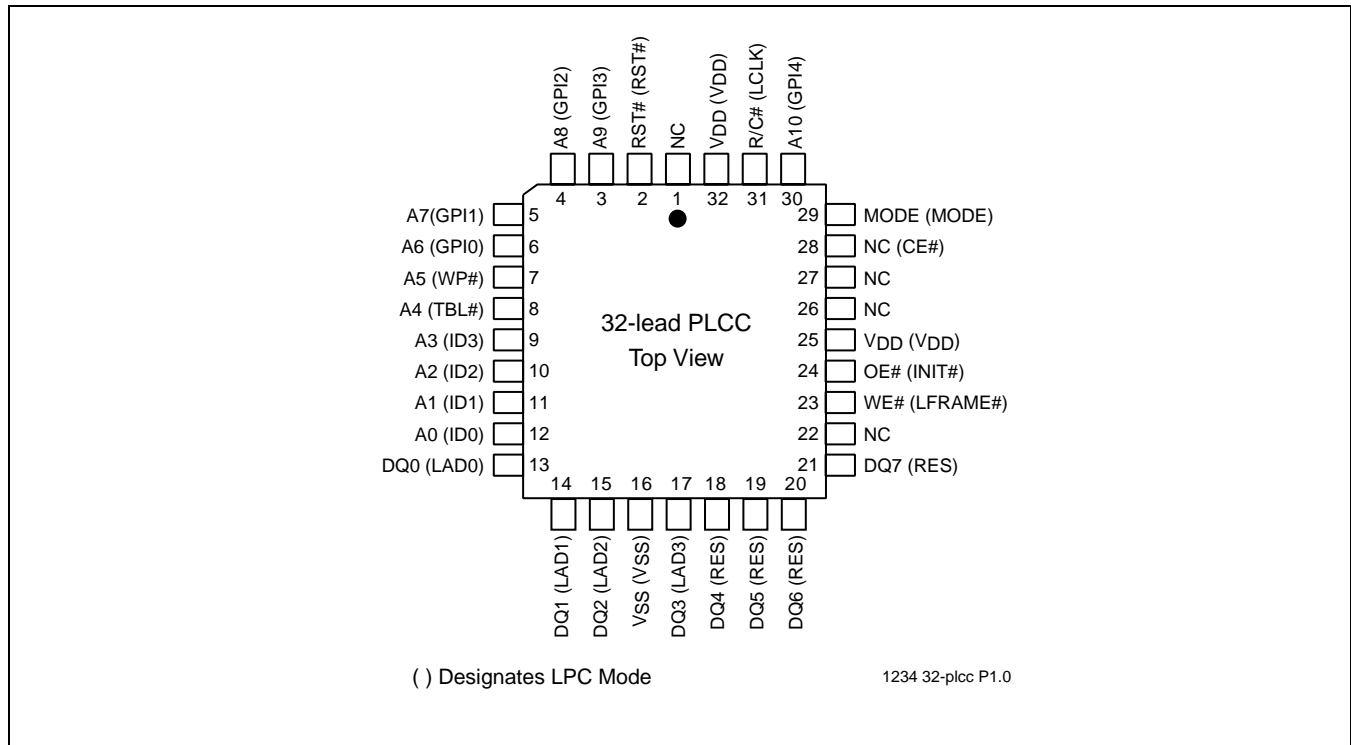 A8 (GPI2)
A9 (GPI3)
RST# (RST#)
NC
VDD (VDD)
R/C# (LCLK)
A10 (GPI4)
4
3
2
1
32
31
30
A7(GPI1)
5
A6 (GPI0)
6
A5 (WP#)
7
A4 (TBL#)
8
A3 (ID3)
9
A2 (ID2)
10
A1 (ID1)
11
A0 (ID0)
12
DQ0 (LAD0)
13
29
MODE (MODE)
28
NC (CE#)
27
NC
26
NC
25
VDD (VDD)
24
OE# (INIT#)
23
WE# (LFRAME#)
22
NC
21
DQ7 (RES)
32-lead PLCC
Top View
14
15
16
17
18
19
20
DQ1 (LAD1)
DQ2 (LAD2)
VSS (VSS)
DQ3 (LAD3)
DQ4 (RES)
DQ5 (RES)
DQ6 (RES)
( ) Designates LPC Mode
1234 32-plcc P1.0